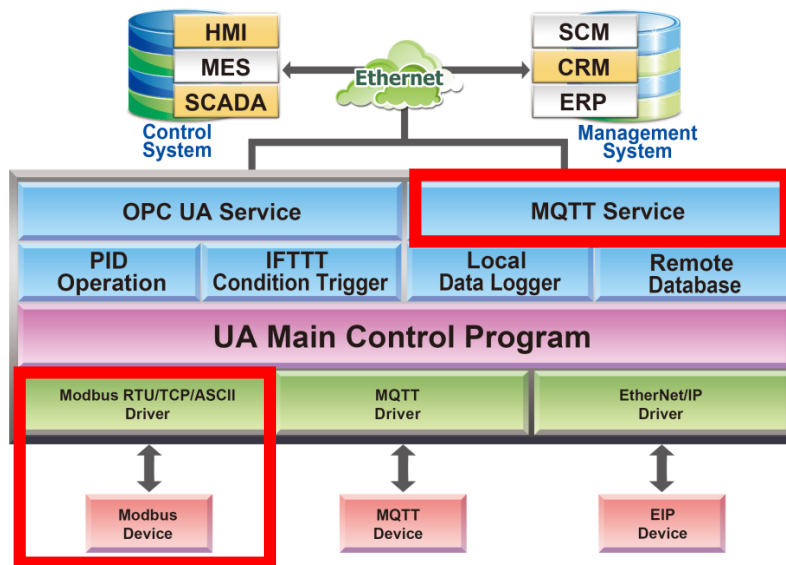 HMI
MES
SCADA
Control
System
Ethernet
SCM
CRM
ERP
Management
System
OPC UA Service
MQTT Service
PID
Operation
IFTTT
Condition Trigger
Local
Data Logger
Remote
Database
UA Main Control Program
Modbus RTU/TCP/ASCII
Driver
MQTT
Driver
EtherNet/IP
Driver
Modbus
Device
MQTT
Device
EIP
Device